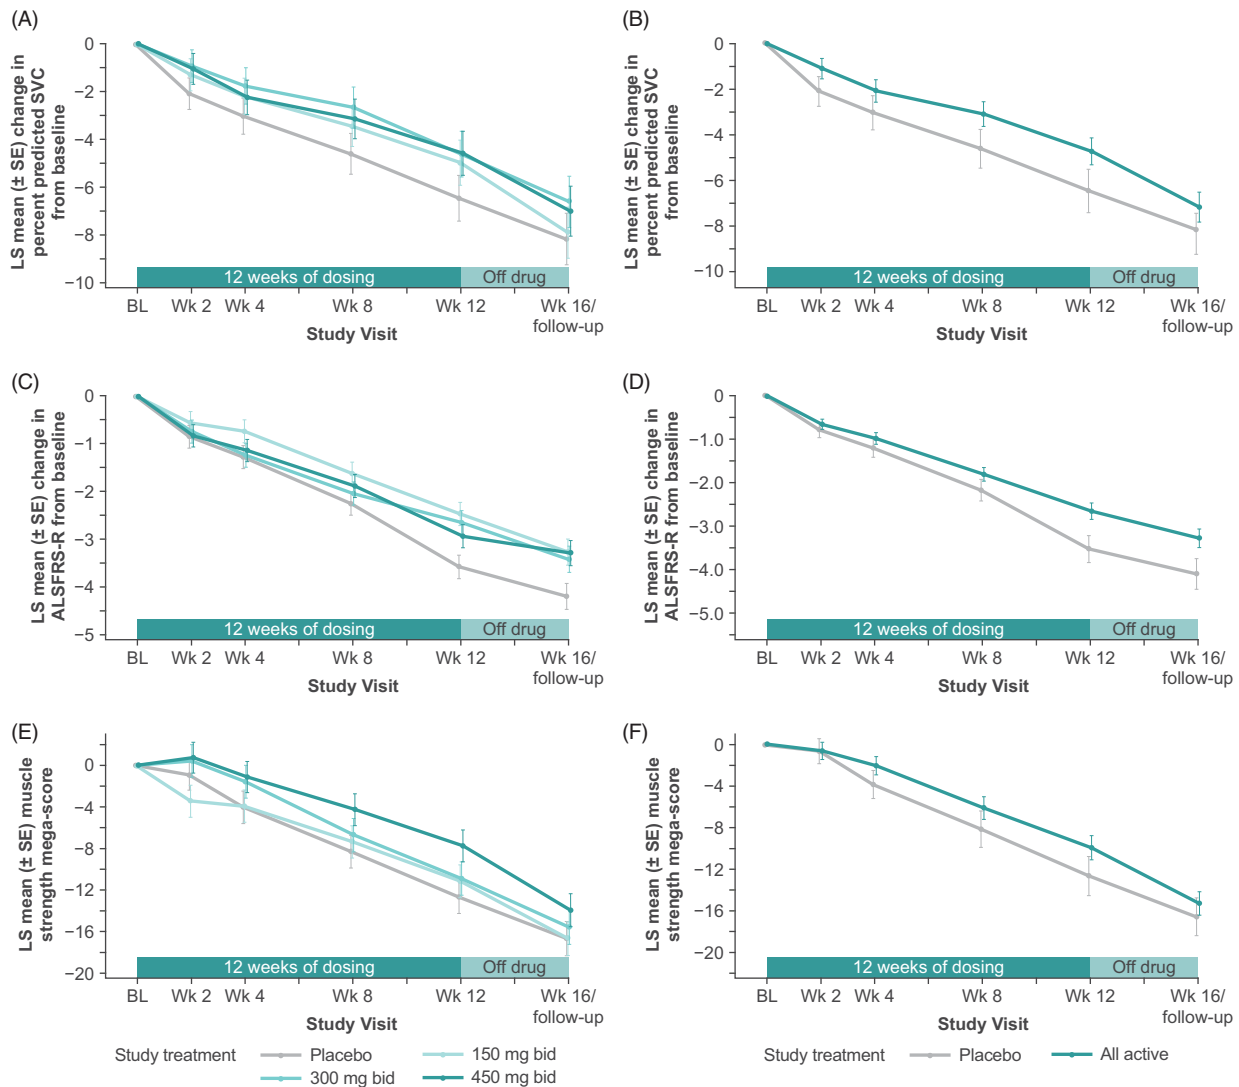 (A)
LS mean (± SE) change in
percent predicted SVC
from baseline
0
−2
−4
−6
−8
−10
12 weeks of dosing
Off drug
BL
Wk 2
Wk 4
Wk 8
Wk 12
Wk 16/
follow-up
Study Visit
(B)
LS mean (± SE) change in
percent predicted SVC
from baseline
0
−2
−4
−6
−8
−10
12 weeks of dosing
Off drug
BL
Wk 2
Wk 4
Wk 8
Wk 12
Wk 16/
follow-up
Study Visit
(C)
LS mean (± SE) change in
ALSFRS-R from baseline
0
−1
−2
−3
−4
−5
12 weeks of dosing
Off drug
BL
Wk 2
Wk 4
Wk 8
Wk 12
Wk 16/
follow-up
Study Visit
(D)
LS mean (± SE) change in
ALSFRS-R from baseline
0
−1.0
−2.0
−3.0
−4.0
−5.0
12 weeks of dosing
Off drug
BL
Wk 2
Wk 4
Wk 8
Wk 12
Wk 16/
follow-up
Study Visit
(E)
LS mean (± SE) muscle
strength mega-score
0
−4
−8
−12
−16
−20
12 weeks of dosing
Off drug
BL
Wk 2
Wk 4
Wk 8
Wk 12
Wk 16/
follow-up
Study Visit
(F)
LS mean (± SE) muscle
strength mega-score
0
−4
−8
−12
−16
−20
12 weeks of dosing
Off drug
BL
Wk 2
Wk 4
Wk 8
Wk 12
Wk 16/
follow-up
Study Visit
Study treatment
Placebo
150 mg bid
300 mg bid
450 mg bid
Study treatment
Placebo
All active